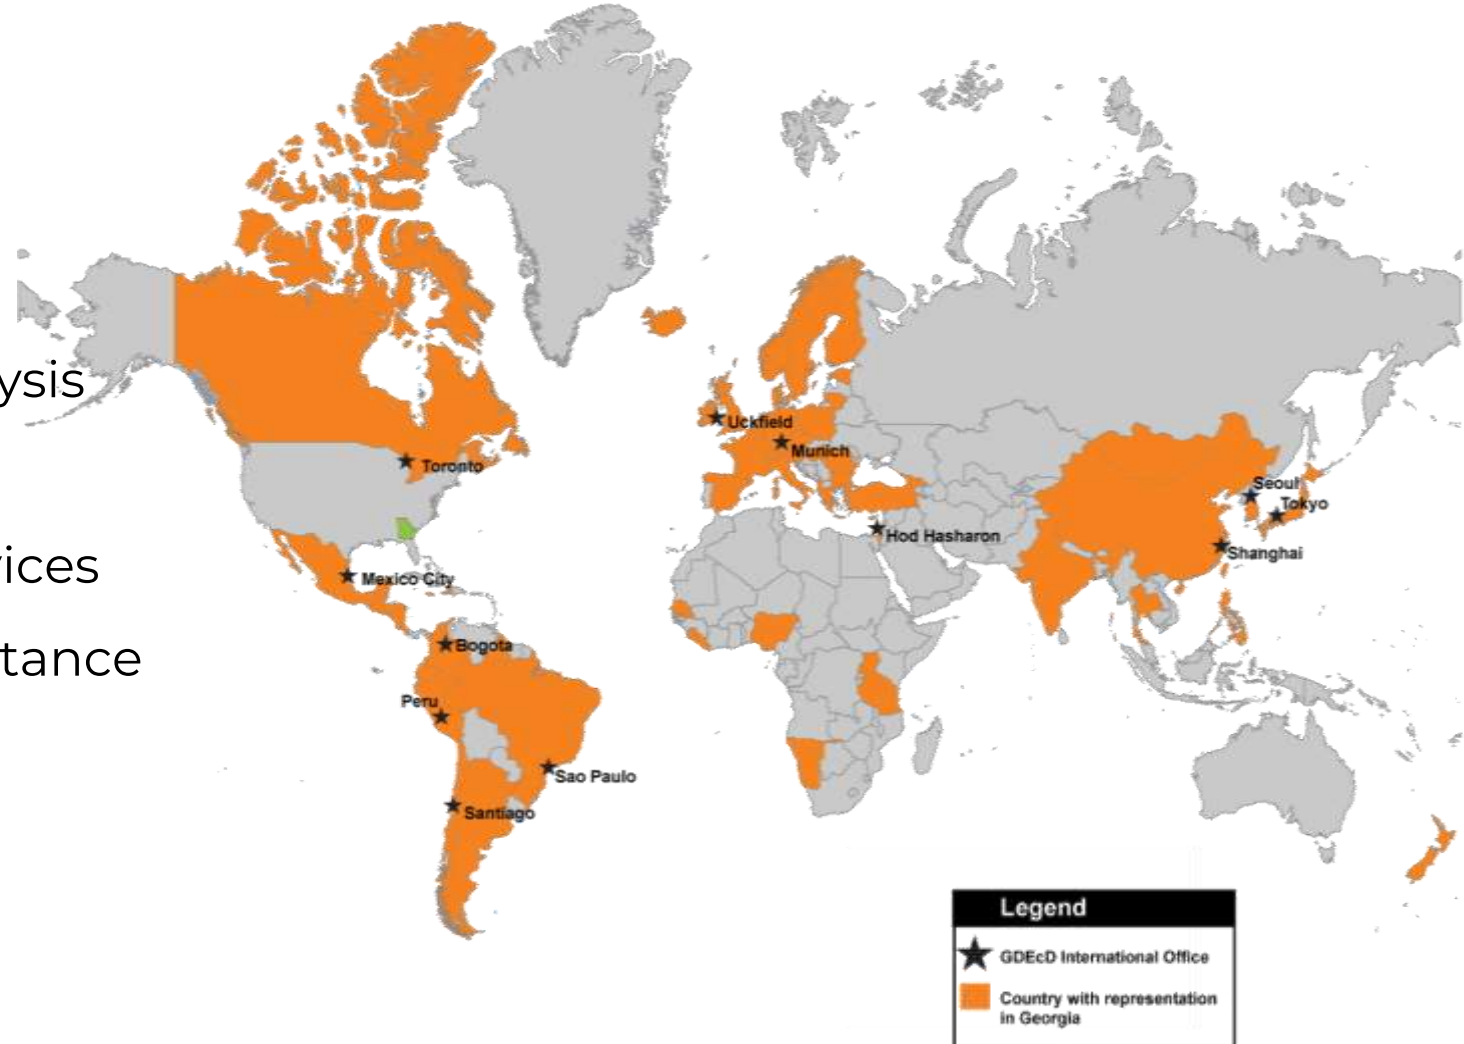 ysis
ices
tance
Toronto
Mexico City
Bogota
Peru
Sao Paulo
Santiago
Uckfield
Munich
Hod Hasharon
Seoul
Tokyo
Shanghai
Legend
GDEcD International Office
Country with representation
in Georgia